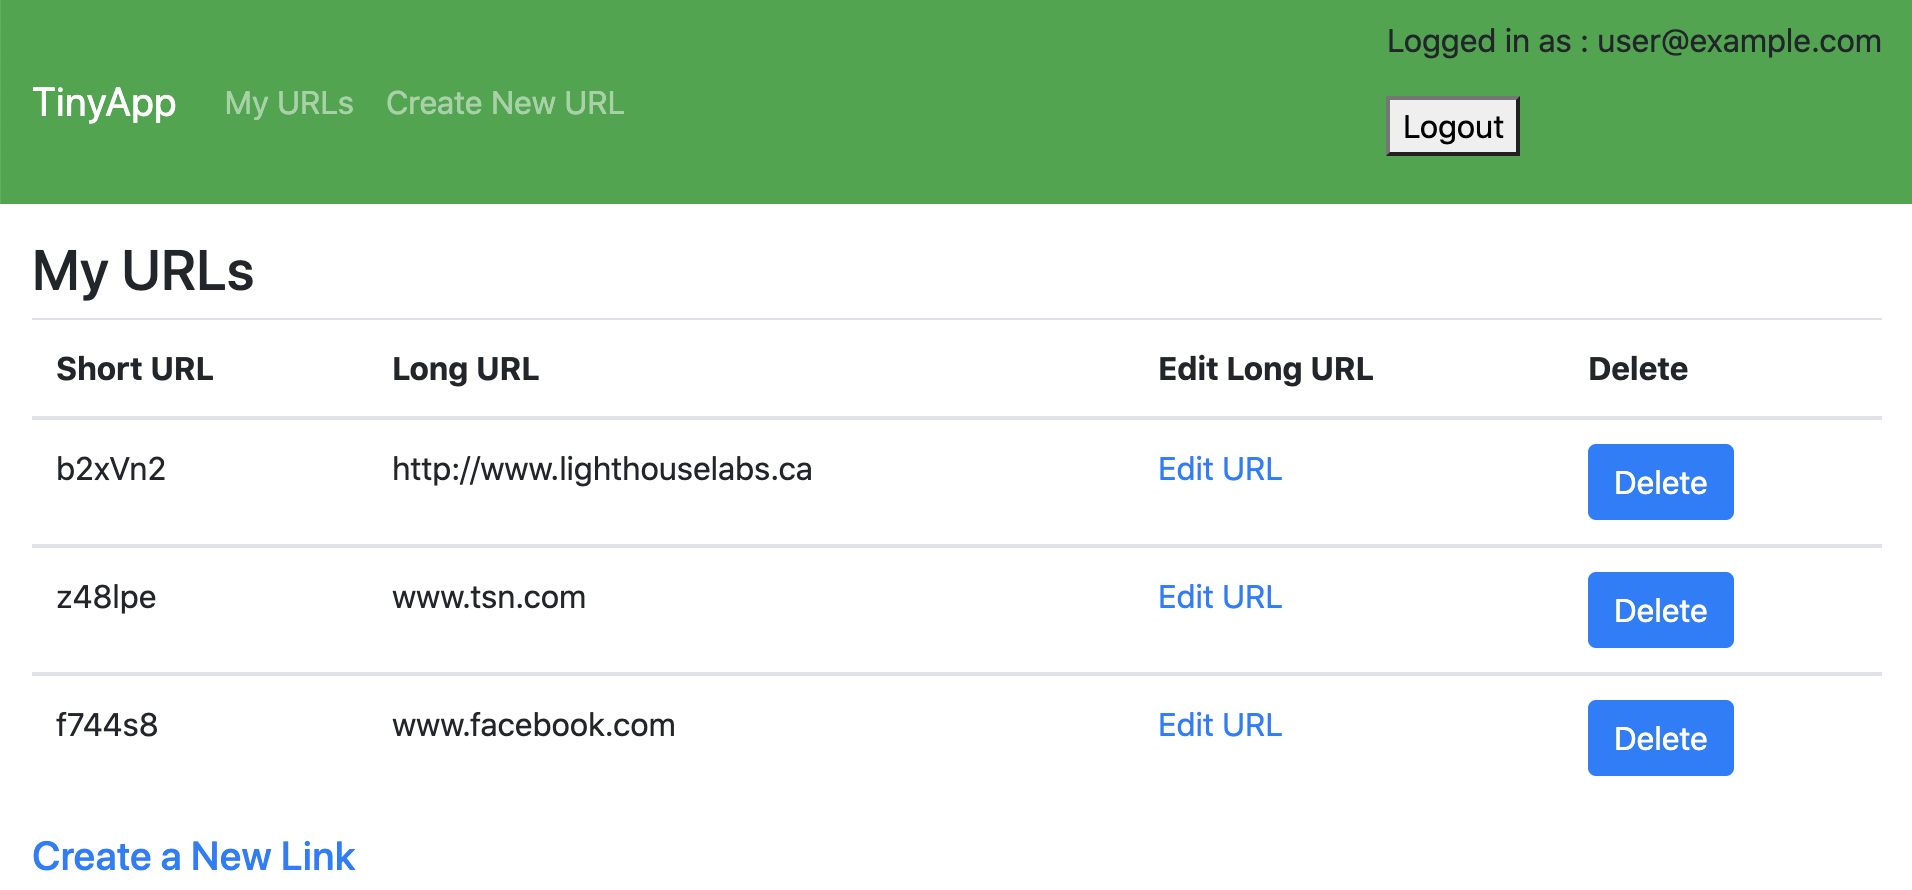 Logged in as : user@example.com
TinyApp My URLs Create New URL
Logout
My URLs
Short URL Long URL Edit Long URL Delete
b2xVn2 http://www.lighthouselabs.ca Edit URL Delete
z48lpe www.tsn.com Edit URL Delete
f744s8 www.facebook.com Edit URL Delete
Create a New Link